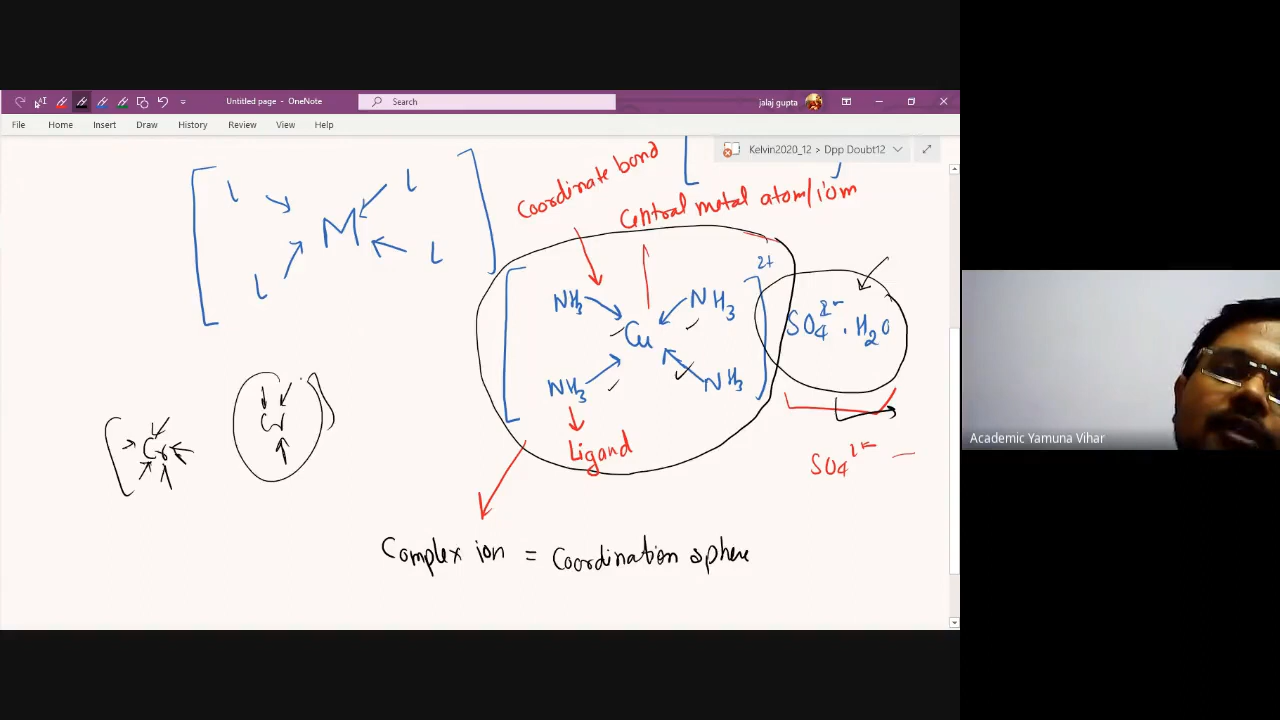 Untitled page - OneNote
Search
jalaj gupta
File Home Insert Draw History Review View Help
Kelvin2020_12 > Dpp Doubt12
Coordinate bond
Central metal atom/ion
L L
M
L L
[NH3 NH3
Cu
NH3 NH3]2+
SO4 2- . H2O
Ligand
SO4 2- —
Cr
Complex ion = Coordination sphere
Academic Yamuna Vihar